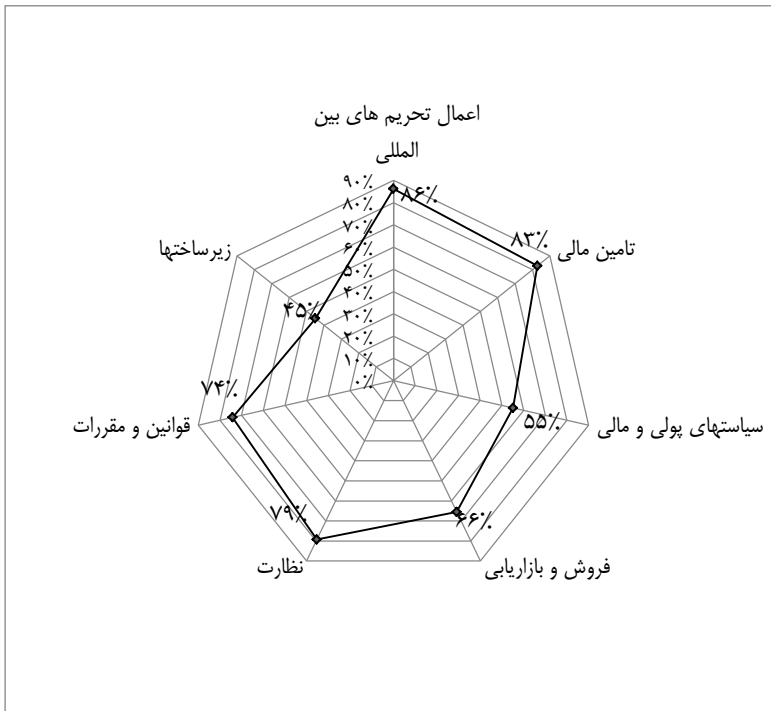 اعمال تحریم های بین
المللی
۹۰٪
۸۶٪
۸۰٪
۷۰٪
۶۰٪
۵۰٪
۴۰٪
۳۰٪
۲۰٪
۱۰٪
۰٪
۸۳٪
تامین مالی
۵۵٪
سیاستهای پولی و مالی
۶۶٪
فروش و بازاریابی
۷۹٪
نظارت
۷۴٪
قوانین و مقررات
۴۵٪
زیرساختها